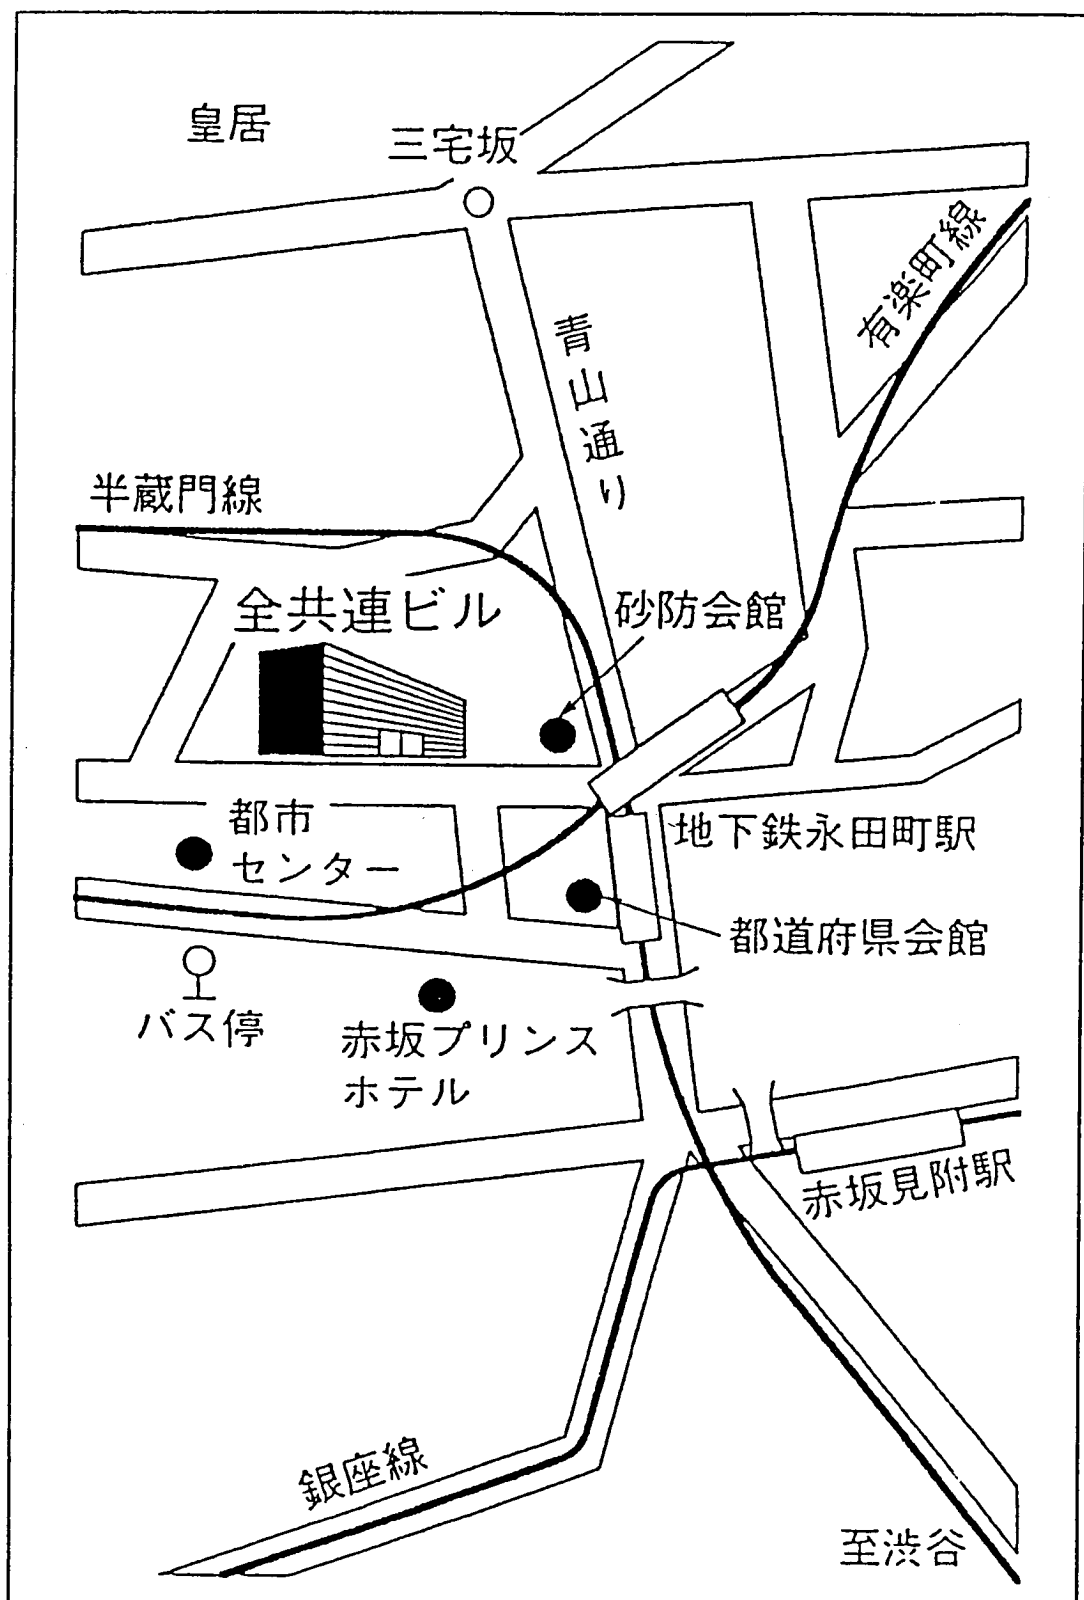 皇居
三宅坂
有楽町線
青山通り
半蔵門線
全共連ビル
砂防会館
都市
センター
地下鉄永田町駅
都道府県会館
バス停
赤坂プリンス
ホテル
赤坂見附駅
銀座線
至渋谷